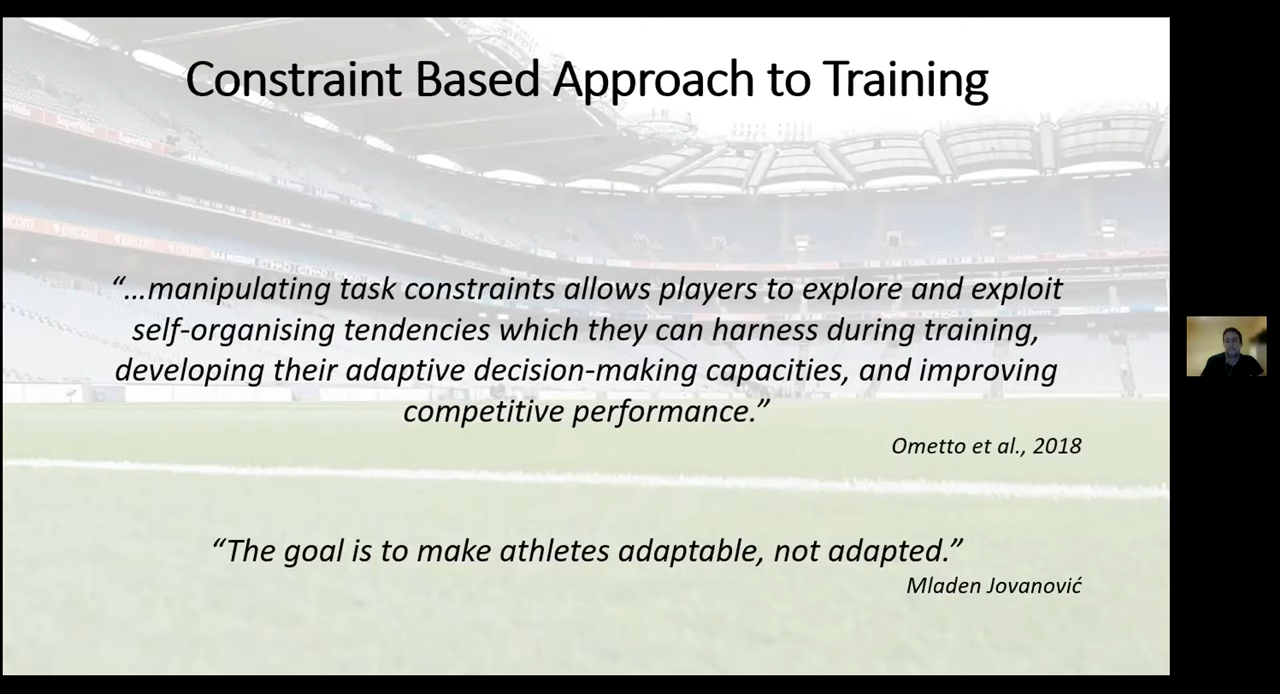 Constraint Based Approach to Training
“…manipulating task constraints allows players to explore and exploit
self-organising tendencies which they can harness during training,
developing their adaptive decision-making capacities, and improving
competitive performance.”
Ometto et al., 2018
“The goal is to make athletes adaptable, not adapted.”
Mladen Jovanović